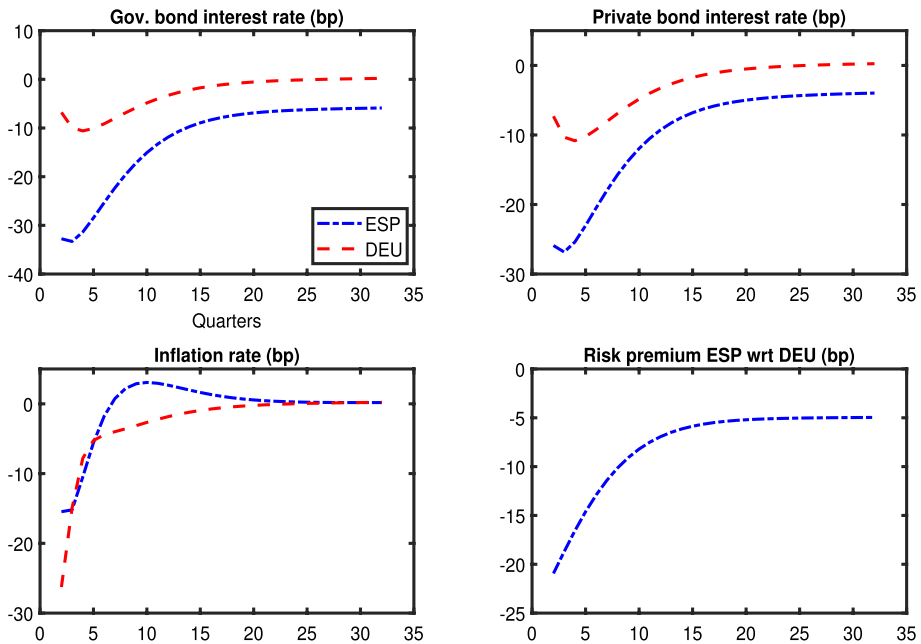 Gov. bond interest rate (bp)
10
0
-10
-20
-30
-40
0 5 10 15 20 25 30 35
Quarters
ESP
DEU
Private bond interest rate (bp)
0
-10
-20
-30
0 5 10 15 20 25 30 35
Inflation rate (bp)
0
-10
-20
-30
0 5 10 15 20 25 30 35
Risk premium ESP wrt DEU (bp)
0
-5
-10
-15
-20
-25
0 5 10 15 20 25 30 35